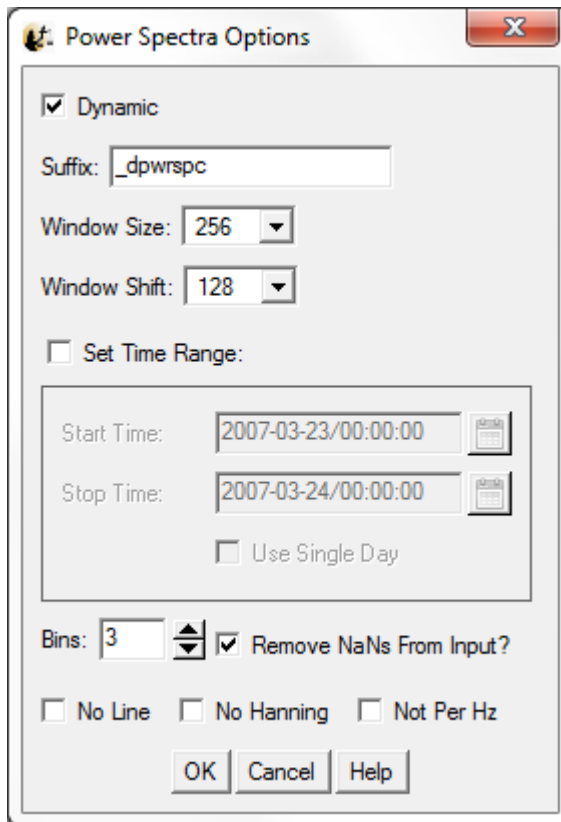 Power Spectra Options
Dynamic
Suffix: _dpwrspc
Window Size: 256
Window Shift: 128
Set Time Range:
Start Time: 2007-03-23/00:00:00
Stop Time: 2007-03-24/00:00:00
Use Single Day
Bins: 3 Remove NaNs From Input?
No Line No Hanning Not Per Hz
OK Cancel Help